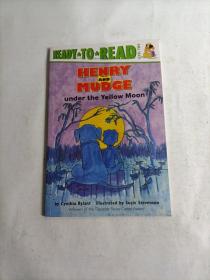 READY-TO-READ
HENRY
AND
MUDGE
under the Yellow Moon
by Cynthia Rylant Illustrated by Suçie Stevenson